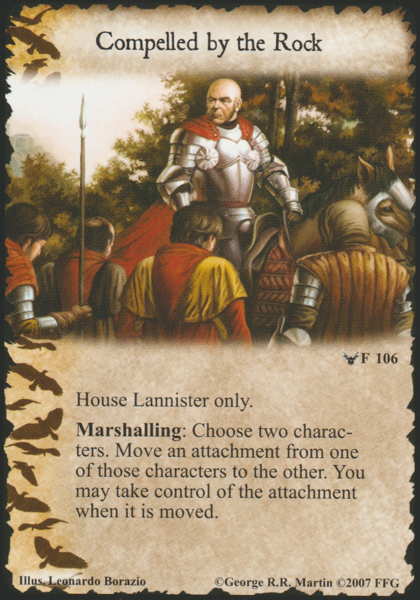 Compelled by the Rock
F 106
House Lannister only.
Marshalling: Choose two charac-
ters. Move an attachment from one
of those characters to the other. You
may take control of the attachment
when it is moved.
Illus. Leonardo Borazio ©George R.R. Martin ©2007 FFG